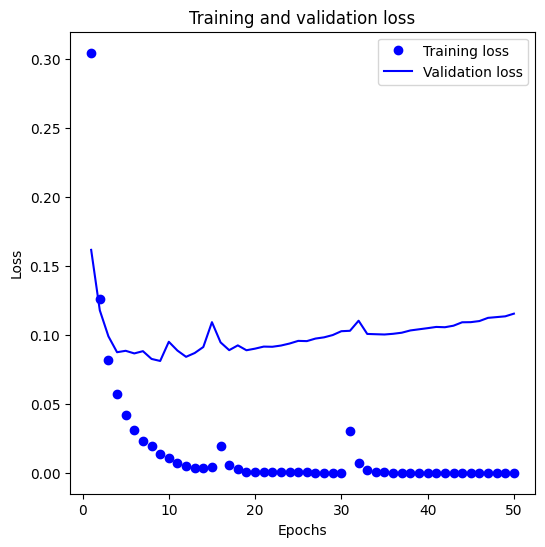 Training and validation loss
Training loss
Validation loss
0.30
0.25
0.20
0.15
0.10
0.05
0.00
Loss
0 10 20 30 40 50
Epochs